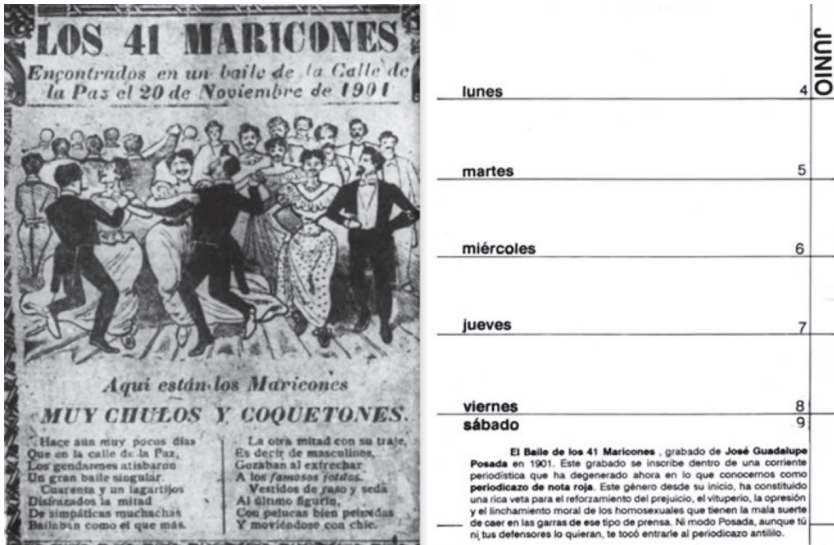 LOS 41 MARICONES
Encontrados en un baile de la Calle de
la Paz el 20 de Noviembre de 1901
Aquí están los Maricones
MUY CHULOS Y COQUETONES.
Hace aún muy pocos días
Que en la calle de la Paz,
Los gendarmes atisbaron
Un gran baile singular.
Cuarenta y un lagartijos
Disfrazados la mitad
De simpáticas muchachas
Bailaban como el que más.
La otra mitad con su traje,
Es decir de masculinos,
Gozaban al extrechar
A los famosos jotitos.
Vestidos de raso y seda
Al último figurín,
Con pelucas bien peinadas
Y moviéndose con chic.
JUNIO
lunes 4
martes 5
miércoles 6
jueves 7
viernes 8
sábado 9
El Baile de los 41 Maricones , grabado de José Guadalupe
Posada en 1901. Este grabado se inscribe dentro de una corriente
periodística que ha degenerado ahora en lo que conocemos como
periodicazo de nota roja. Este género desde su inicio, ha constituido
una rica veta para el reforzamiento del prejuicio, el vituperio, la opresión
y el linchamiento moral de los homosexuales que tienen la mala suerte
de caer en las garras de ese tipo de prensa. Ni modo Posada, aunque tú
ni tus defensores lo quieran, te tocó entrarle al periodicazo antililo.